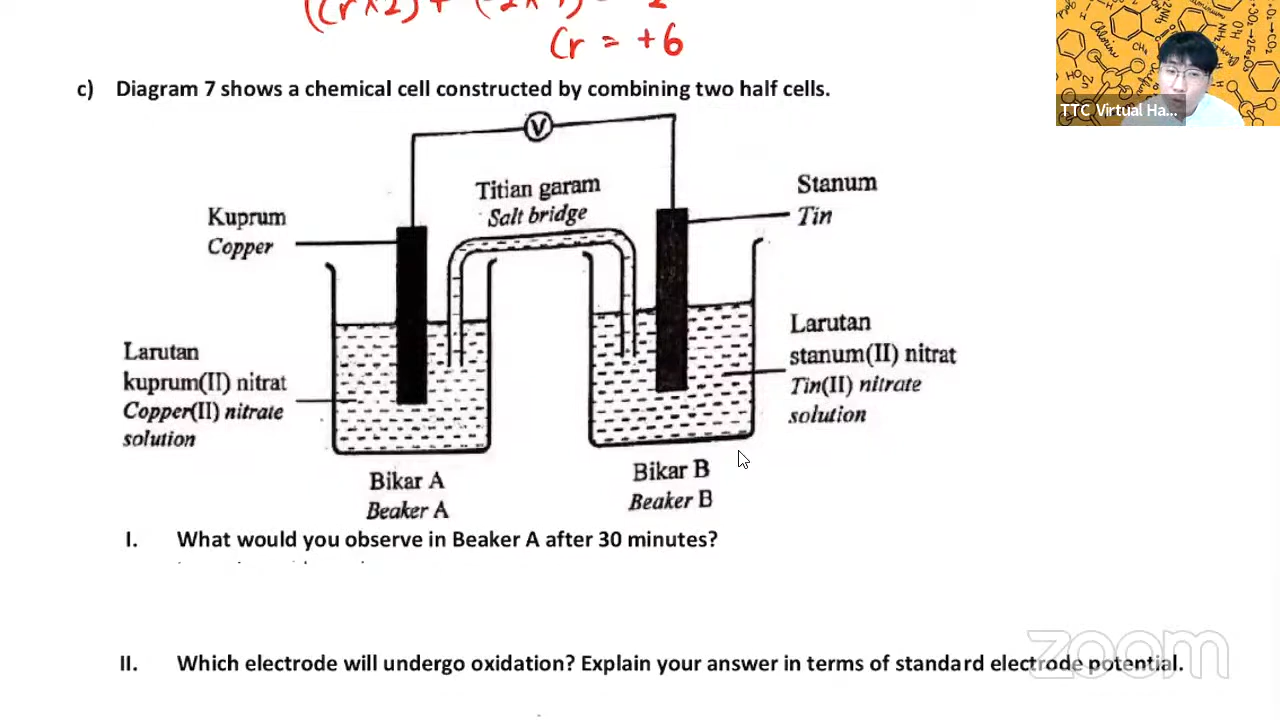 ((Cr × 2) +
Cr = +6
c) Diagram 7 shows a chemical cell constructed by combining two half cells.
V
Titian garam
Salt bridge
Stanum
Tin
Kuprum
Copper
Larutan
kuprum(II) nitrat
Copper(II) nitrate
solution
Larutan
stanum(II) nitrat
Tin(II) nitrate
solution
Bikar A
Beaker A
Bikar B
Beaker B
I. What would you observe in Beaker A after 30 minutes?
II. Which electrode will undergo oxidation? Explain your answer in terms of standard electrode potential.
zoom
TTC Virtual Ha...